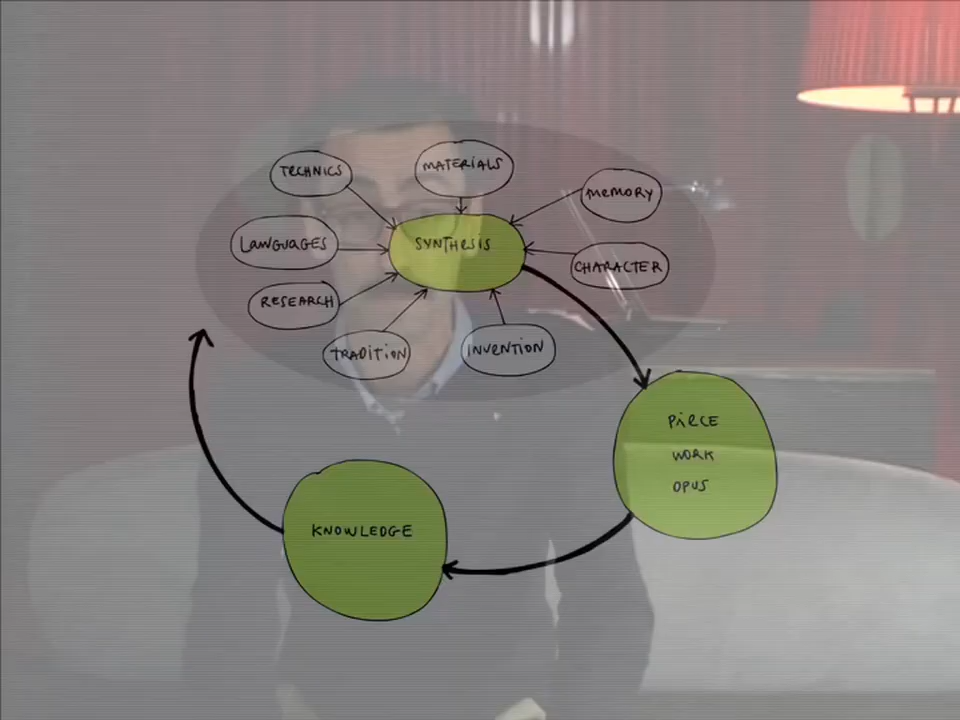 TECHNICS
MATERIALS
MEMORY
LANGUAGES
SYNTHESIS
CHARACTER
RESEARCH
TRADITION
INVENTION
PIECE
WORK
OPUS
KNOWLEDGE